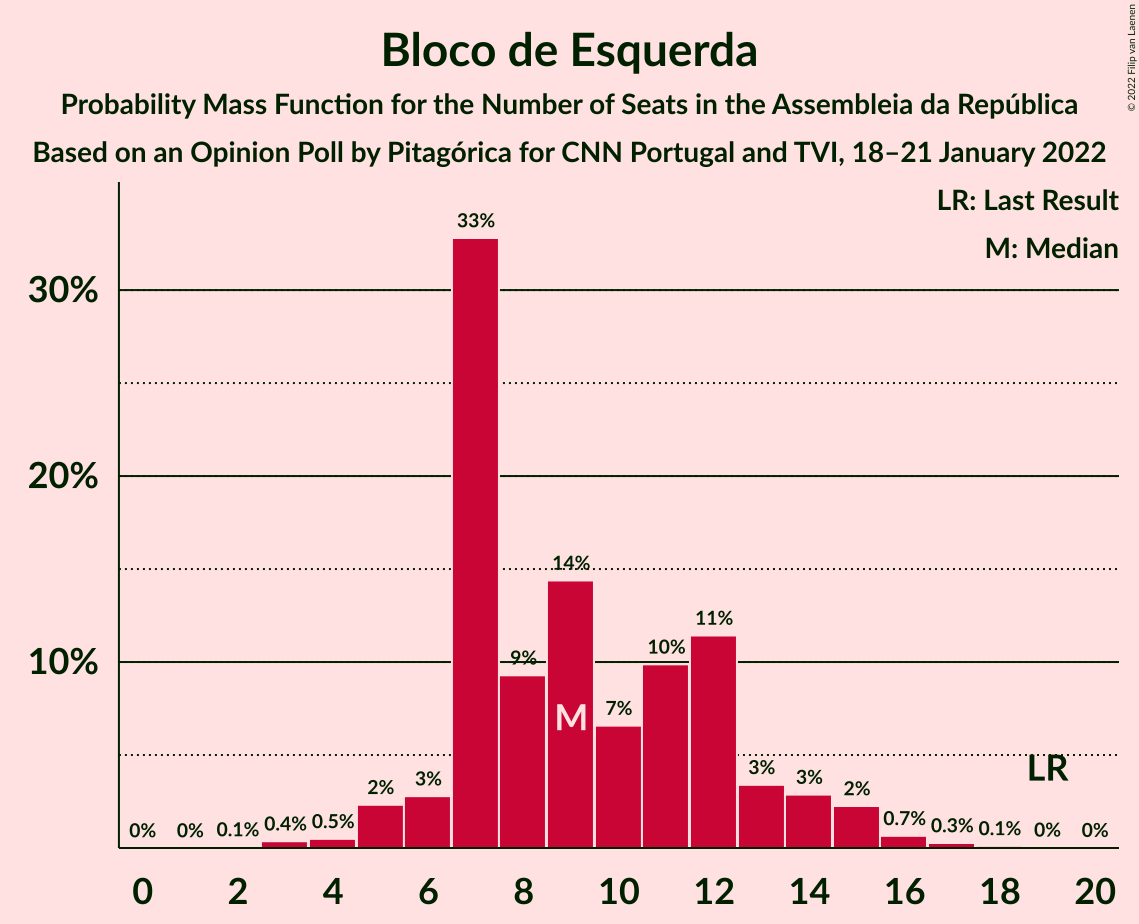 Bloco de Esquerda
Probability Mass Function for the Number of Seats in the Assembleia da República
Based on an Opinion Poll by Pitagórica for CNN Portugal and TVI, 18–21 January 2022
© 2022 Filip van Laenen
LR: Last Result
M: Median
33%
30%
20%
14%
11%
10%
10%
9%
7%
M
3%
3%
3%
2%
2%
LR
0%
0%
0.1%
0.4%
0.5%
0.7%
0.3%
0.1%
0%
0%
0 2 4 6 8 10 12 14 16 18 20